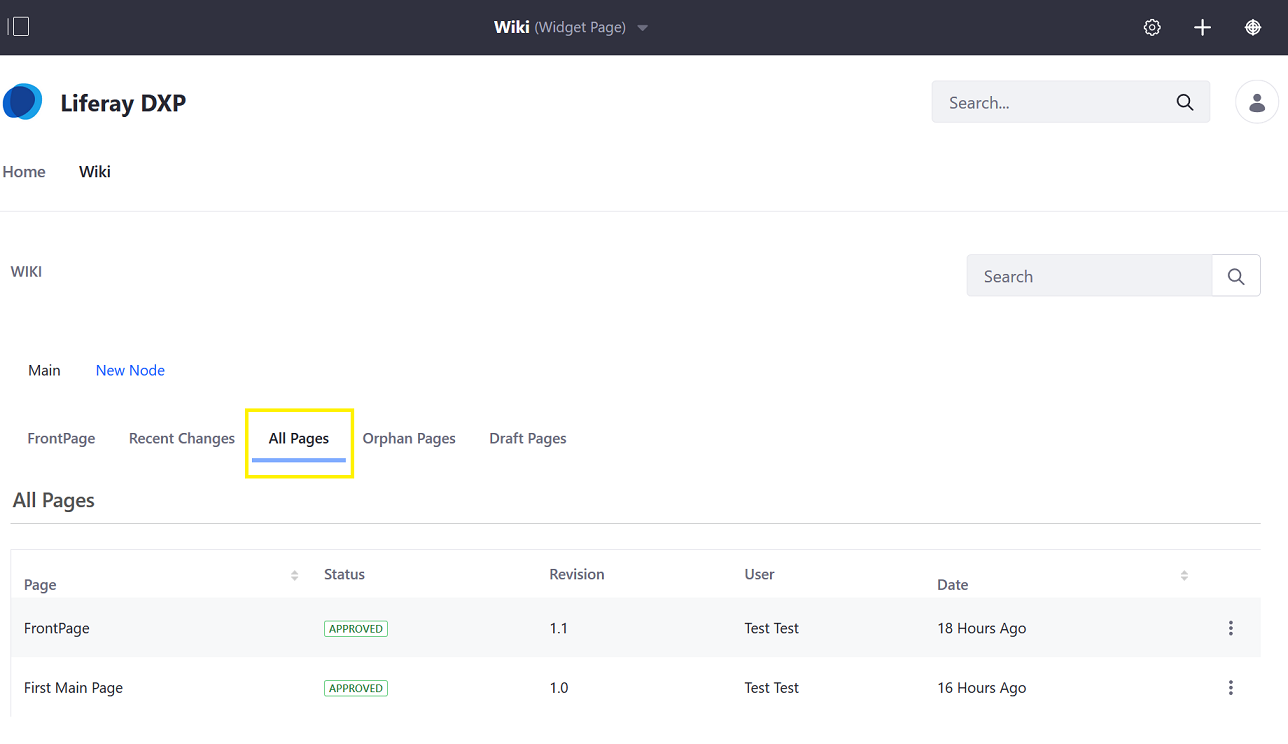 Wiki (Widget Page)
Liferay DXP
Search...
Home Wiki
WIKI
Search
Main New Node
FrontPage Recent Changes All Pages Orphan Pages Draft Pages
All Pages
Page Status Revision User Date
FrontPage APPROVED 1.1 Test Test 18 Hours Ago
First Main Page APPROVED 1.0 Test Test 16 Hours Ago